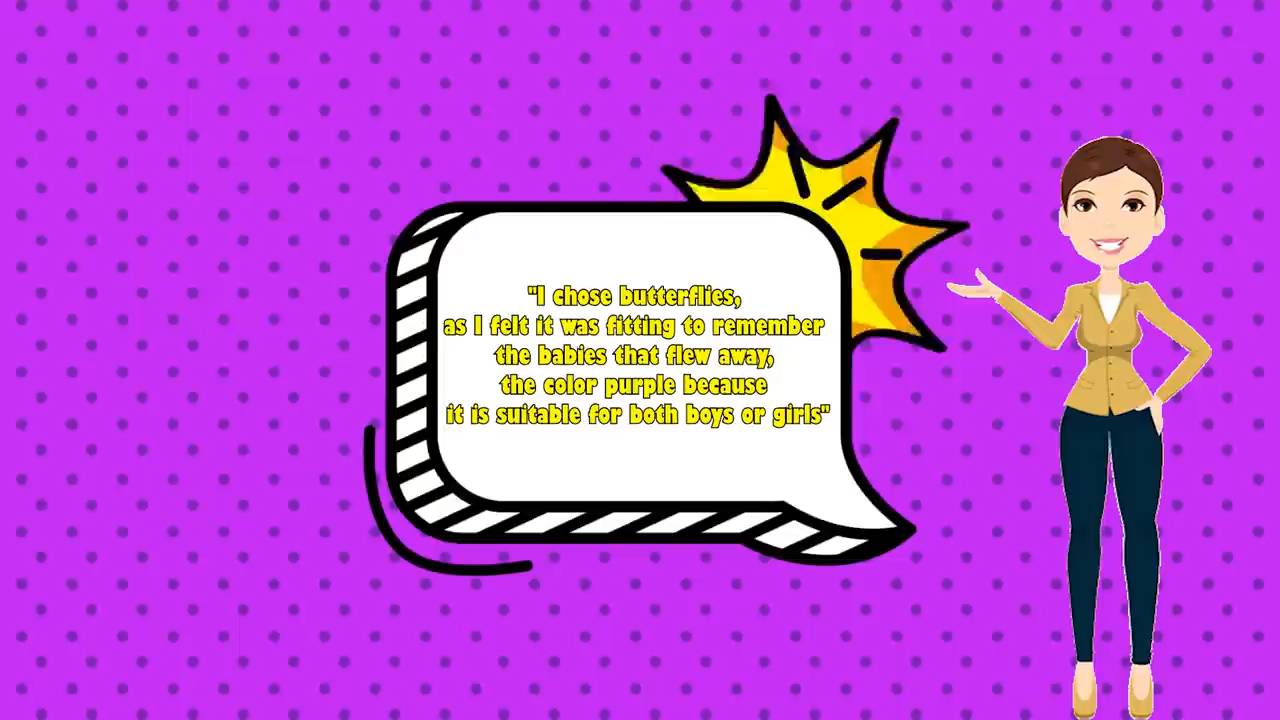 "I chose butterflies,
as I felt it was fitting to remember
the babies that flew away,
the color purple because
it is suitable for both boys or girls"